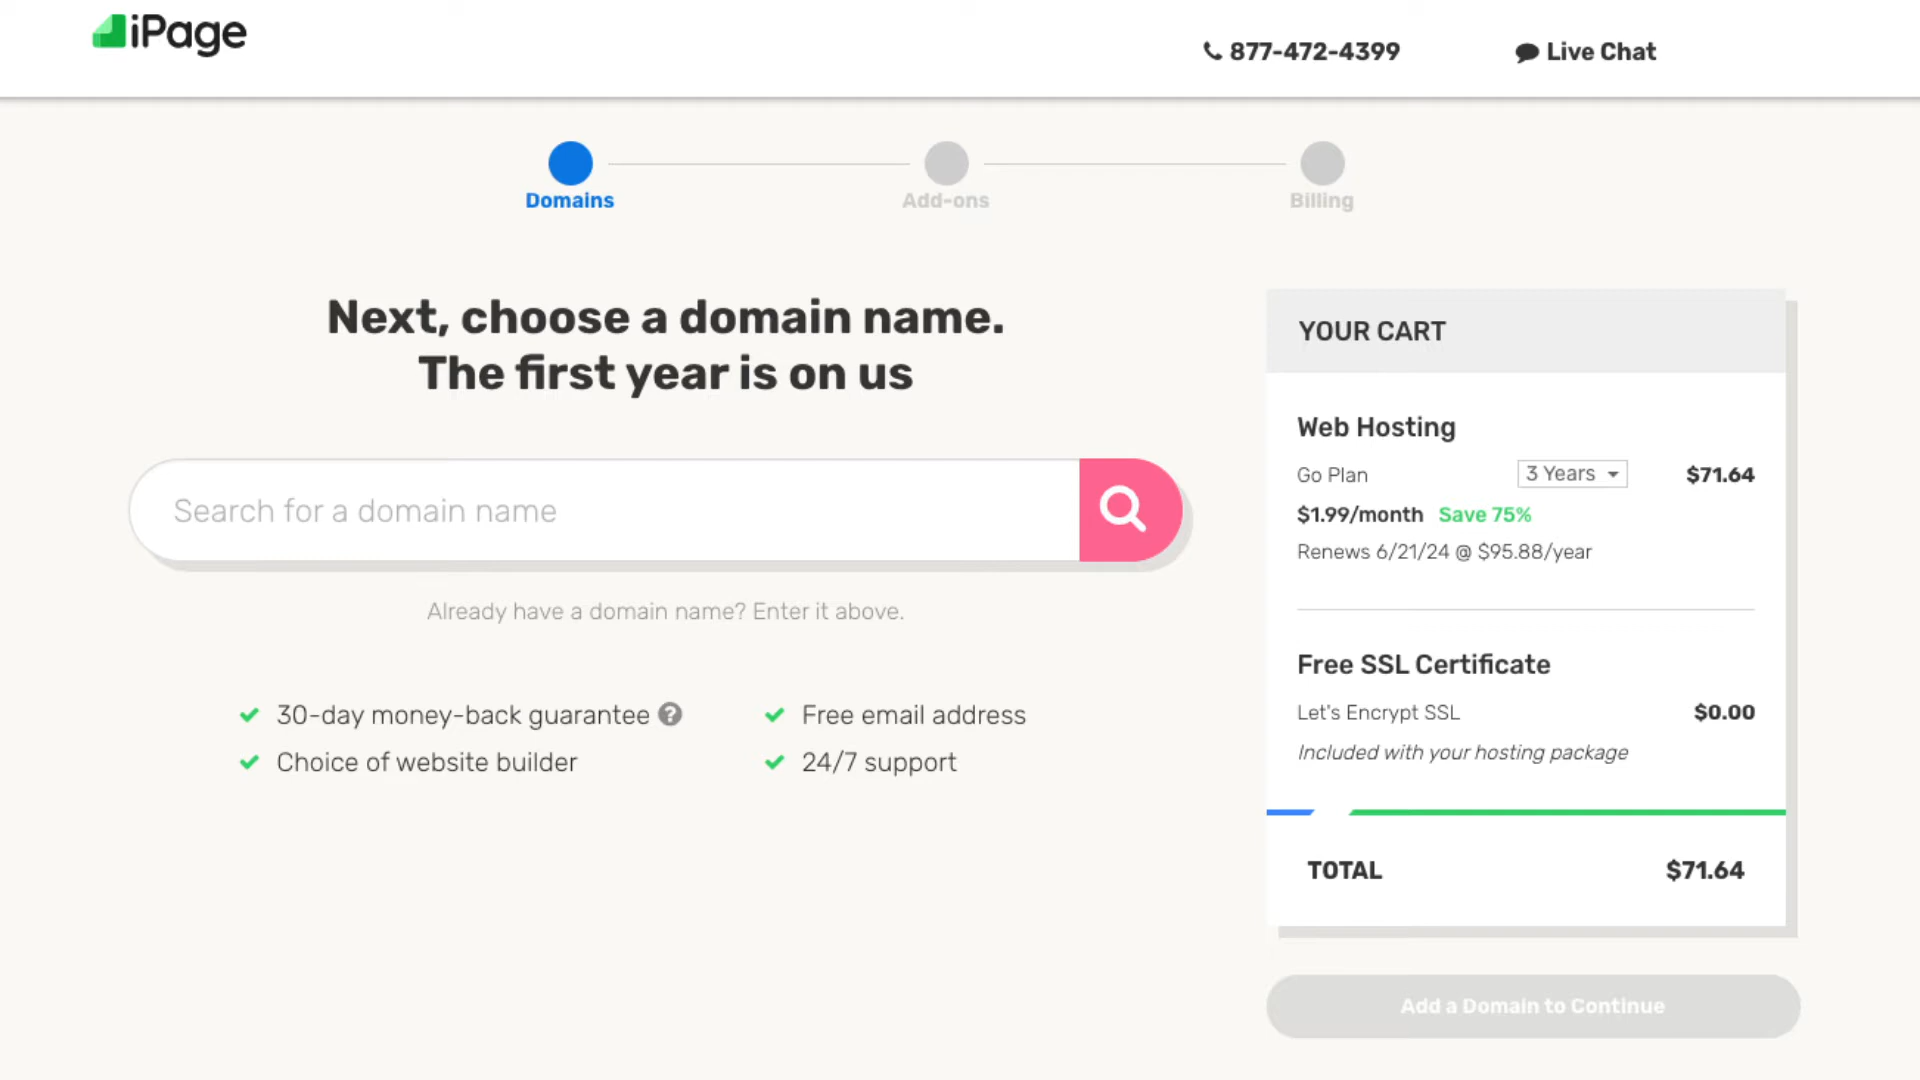 iPage
877-472-4399
Live Chat
Domains
Add-ons
Billing
Next, choose a domain name.
The first year is on us
Search for a domain name
Already have a domain name? Enter it above.
30-day money-back guarantee ?
Free email address
Choice of website builder
24/7 support
YOUR CART
Web Hosting
Go Plan 3 Years $71.64
$1.99/month Save 75%
Renews 6/21/24 @ $95.88/year
Free SSL Certificate
Let's Encrypt SSL $0.00
Included with your hosting package
TOTAL $71.64
Add a Domain to Continue